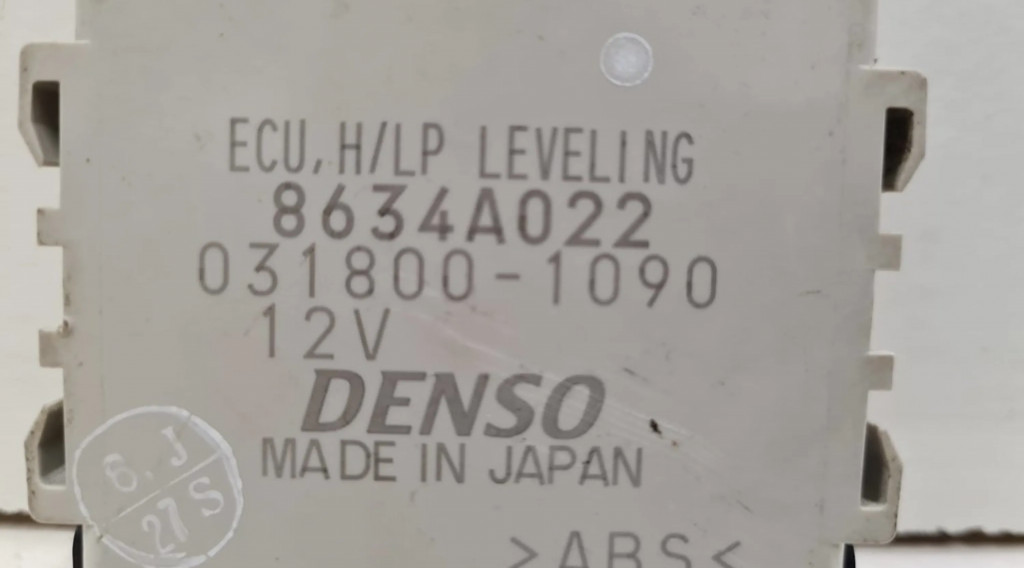 ECU, H/LP LEVELING
8634A022
031800-1090
12V
DENSO
MADE IN JAPAN
6. J
27S
>ABS<